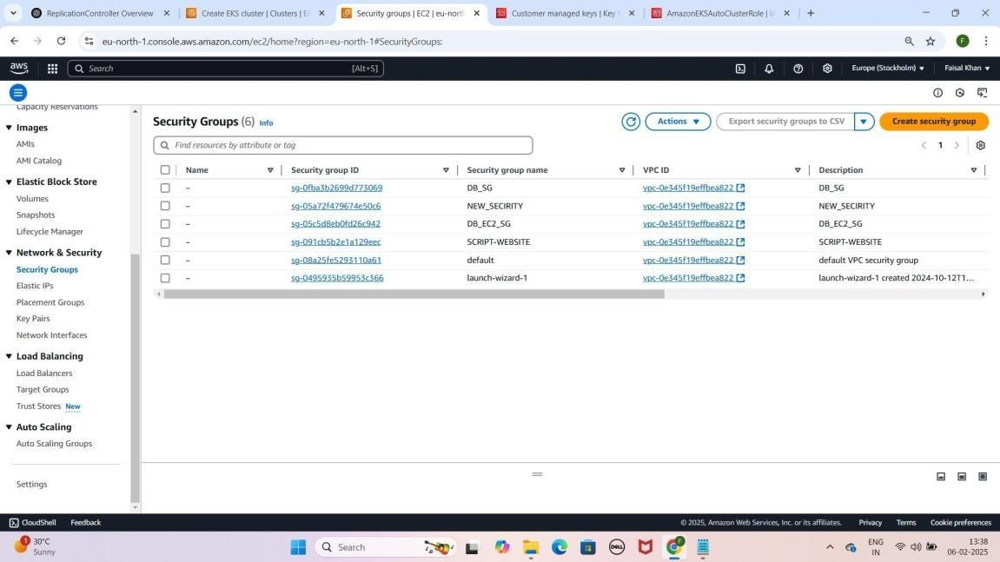 ReplicationController Overview
Create EKS cluster | Clusters | E
Security groups | EC2 | eu-north
Customer managed keys | Key
AmazonEKSAutoClusterRole | IA
eu-north-1.console.aws.amazon.com/ec2/home?region=eu-north-1#SecurityGroups:
F
aws
Search [Alt+S]
Europe (Stockholm)
Faisal Khan
Capacity Reservations
Images
AMIs
AMI Catalog
Elastic Block Store
Volumes
Snapshots
Lifecycle Manager
Network & Security
Security Groups
Elastic IPs
Placement Groups
Key Pairs
Network Interfaces
Load Balancing
Load Balancers
Target Groups
Trust Stores New
Auto Scaling
Auto Scaling Groups
Settings
Security Groups (6) Info
Actions
Export security groups to CSV
Create security group
Find resources by attribute or tag
1
Name Security group ID Security group name VPC ID Description
– sg-0fba3b2699d773069 DB_SG vpc-0e345f19effbea822 DB_SG
– sg-05a72f479674e50c6 NEW_SECIRITY vpc-0e345f19effbea822 NEW_SECIRITY
– sg-05c5d8eb0fd26c942 DB_EC2_SG vpc-0e345f19effbea822 DB_EC2_SG
– sg-091cb5b2e1a129eec SCRIPT-WEBSITE vpc-0e345f19effbea822 SCRIPT-WEBSITE
– sg-08a25fe5293110a61 default vpc-0e345f19effbea822 default VPC security group
– sg-0495935b59953c366 launch-wizard-1 vpc-0e345f19effbea822 launch-wizard-1 created 2024-10-12T1...
CloudShell Feedback
© 2025, Amazon Web Services, Inc. or its affiliates. Privacy Terms Cookie preferences
1
30°C
Sunny
Search
DELL
F
ENG
IN
13:38
06-02-2025